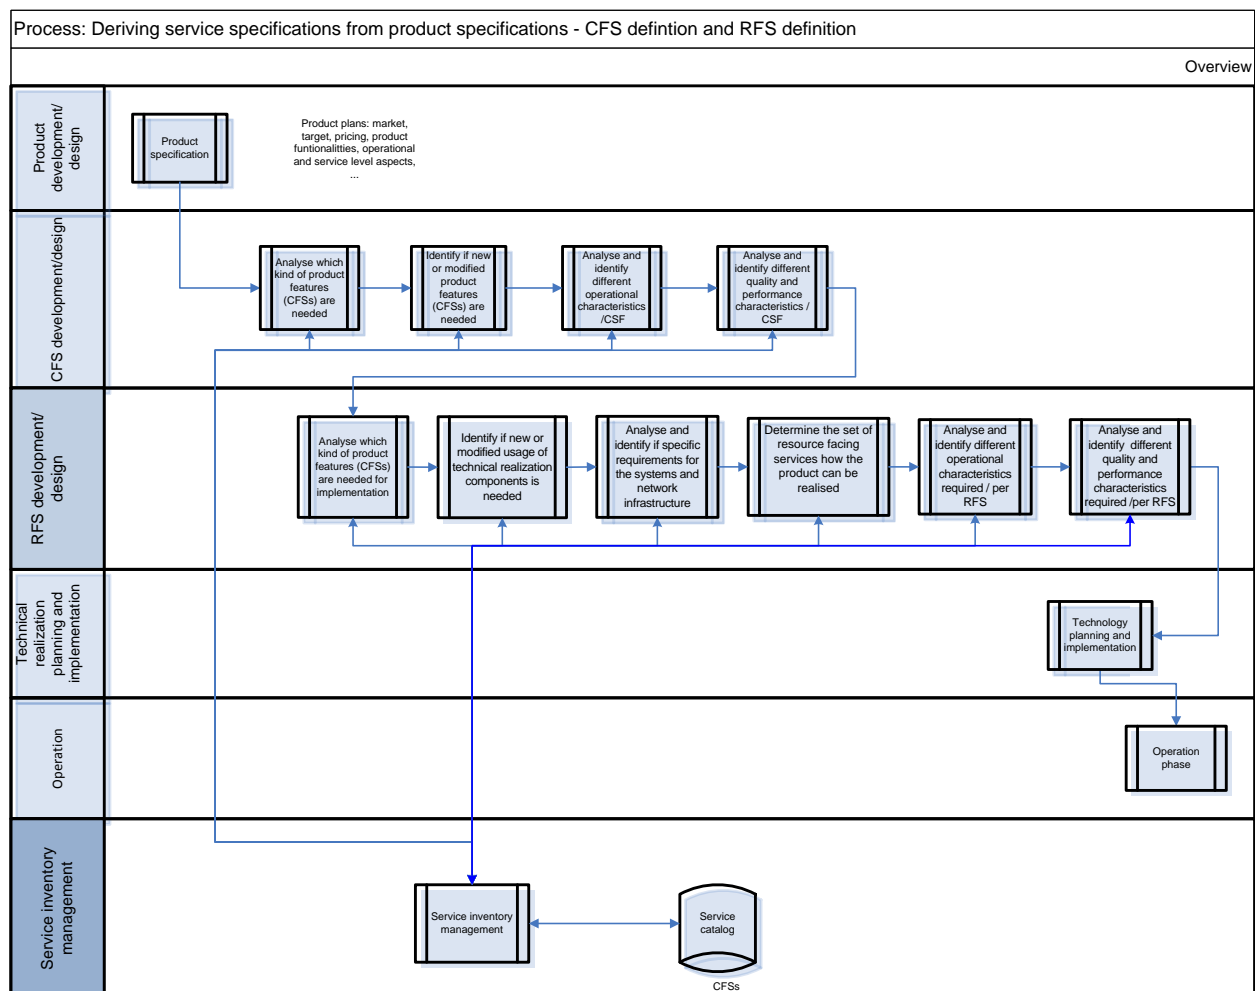 Process: Deriving service specifications from product specifications - CFS defintion and RFS definition
Overview
Product
development/
design
Product
specification
Product plans: market,
target, pricing, product
funtionalitties, operational
and service level aspects,
...
CFS development/design
Analyse which
kind of product
features
(CFSs) are
needed
Identify if new
or modified
product
features
(CFSs) are
needed
Analyse and
identify
different
operational
characteristics
/CSF
Analyse and
identify different
quality and
performance
characteristics /
CSF
RFS development/
design
Analyse which
kind of product
features (CFSs)
are needed for
implementation
Identify if new or
modified usage of
technical realization
components is
needed
Analyse and
identify if specific
requirements for
the systems and
network
infrastructure
Determine the set of
resource facing
services how the
product can be
realised
Analyse and
identify different
operational
characteristics
required / per
RFS
Analyse and
identify  different
quality and
performance
characteristics
required /per RFS
Technical
realization
planning and
implementation
Technology
planning and
implementation
Operation
Operation
phase
Service inventory
management
Service inventory
management
Service
catalog
CFSs